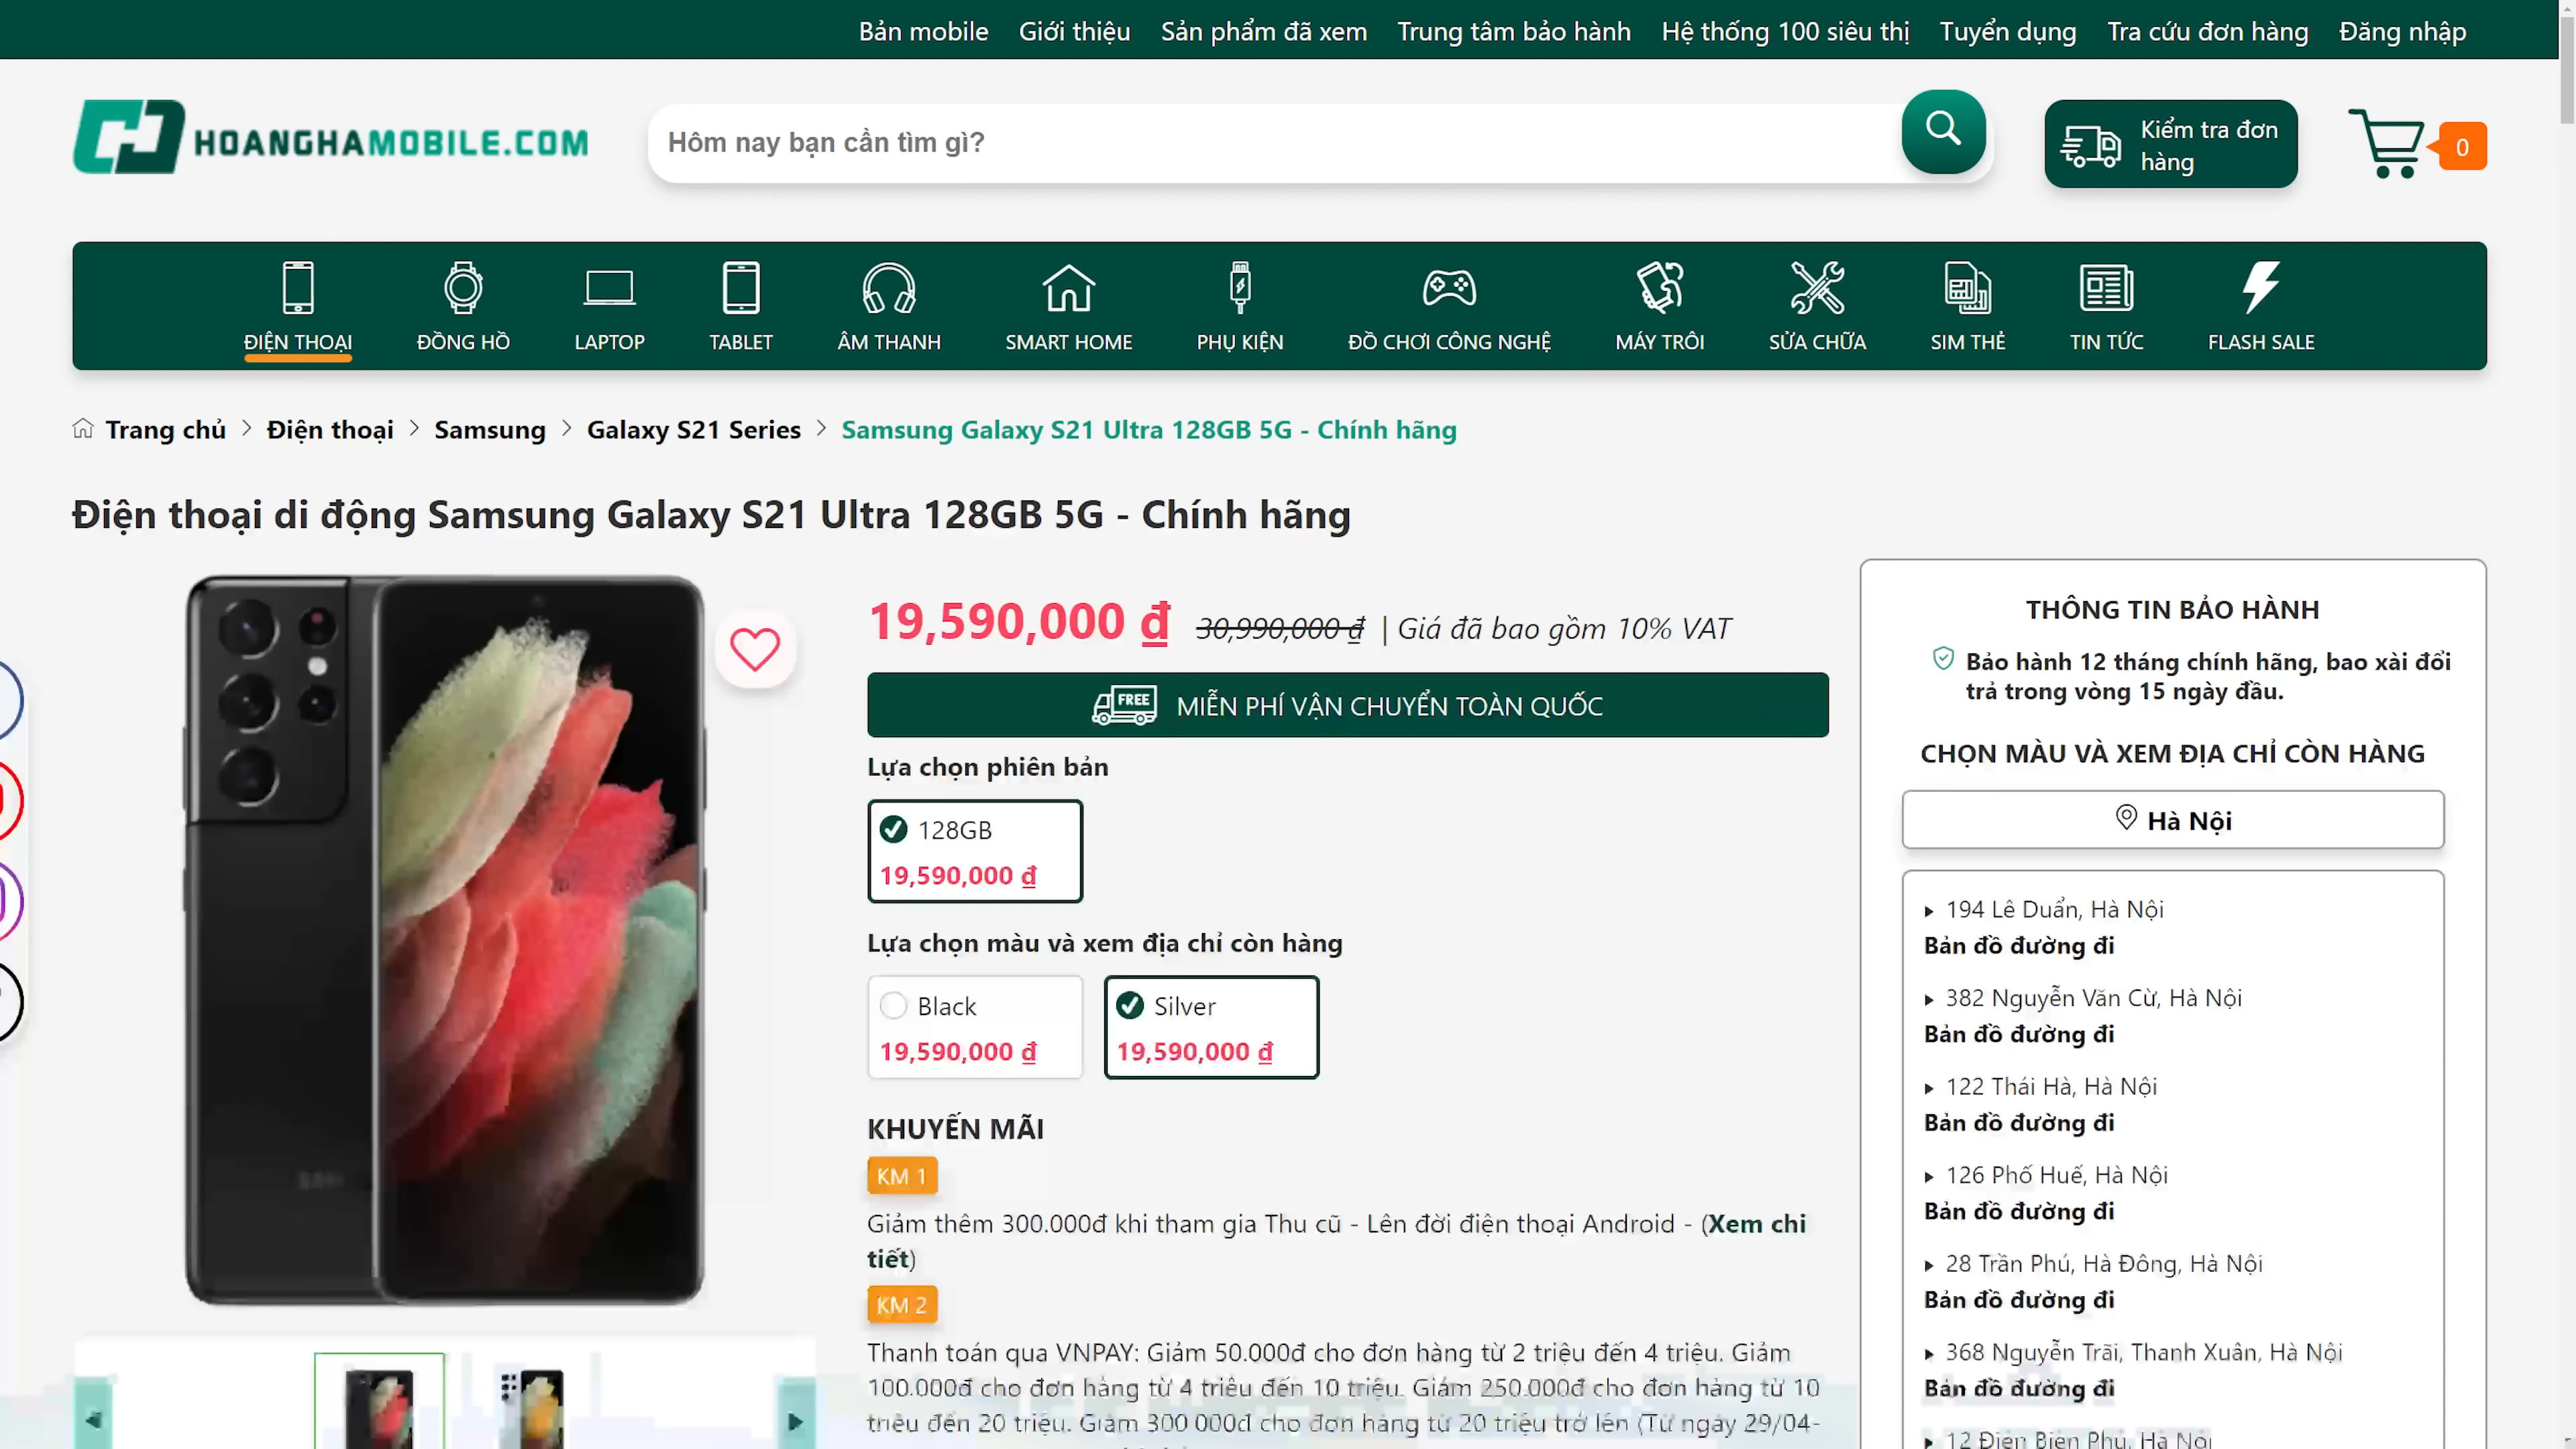 Bản mobile Giới thiệu Sản phẩm đã xem Trung tâm bảo hành Hệ thống 100 siêu thị Tuyển dụng Tra cứu đơn hàng Đăng nhập
HOANGHAMOBILE.COM
Hôm nay bạn cần tìm gì?
Kiểm tra đơn
hàng
0
ĐIỆN THOẠI ĐỒNG HỒ LAPTOP TABLET ÂM THANH SMART HOME PHỤ KIỆN ĐỒ CHƠI CÔNG NGHỆ MÁY TRÔI SỬA CHỮA SIM THẺ TIN TỨC FLASH SALE
Trang chủ > Điện thoại > Samsung > Galaxy S21 Series > Samsung Galaxy S21 Ultra 128GB 5G - Chính hãng
Điện thoại di động Samsung Galaxy S21 Ultra 128GB 5G - Chính hãng
19,590,000 ₫ 30,990,000 ₫ | Giá đã bao gồm 10% VAT
FREE MIỄN PHÍ VẬN CHUYỂN TOÀN QUỐC
Lựa chọn phiên bản
128GB
19,590,000 ₫
Lựa chọn màu và xem địa chỉ còn hàng
Black
19,590,000 ₫
Silver
19,590,000 ₫
KHUYẾN MÃI
KM 1
Giảm thêm 300.000đ khi tham gia Thu cũ - Lên đời điện thoại Android - (Xem chi
tiết)
KM 2
Thanh toán qua VNPAY: Giảm 50.000đ cho đơn hàng từ 2 triệu đến 4 triệu. Giảm
100.000đ cho đơn hàng từ 4 triệu đến 10 triệu. Giảm 250.000đ cho đơn hàng từ 10
triệu đến 20 triệu. Giảm 300.000đ cho đơn hàng từ 20 triệu trở lên (Từ ngày 29/04-
THÔNG TIN BẢO HÀNH
Bảo hành 12 tháng chính hãng, bao xài đổi
trả trong vòng 15 ngày đầu.
CHỌN MÀU VÀ XEM ĐỊA CHỈ CÒN HÀNG
Hà Nội
194 Lê Duẩn, Hà Nội
Bản đồ đường đi
382 Nguyễn Văn Cừ, Hà Nội
Bản đồ đường đi
122 Thái Hà, Hà Nội
Bản đồ đường đi
126 Phố Huế, Hà Nội
Bản đồ đường đi
28 Trần Phú, Hà Đông, Hà Nội
Bản đồ đường đi
368 Nguyễn Trãi, Thanh Xuân, Hà Nội
Bản đồ đường đi
12 Điện Biên Phủ, Hà Nội